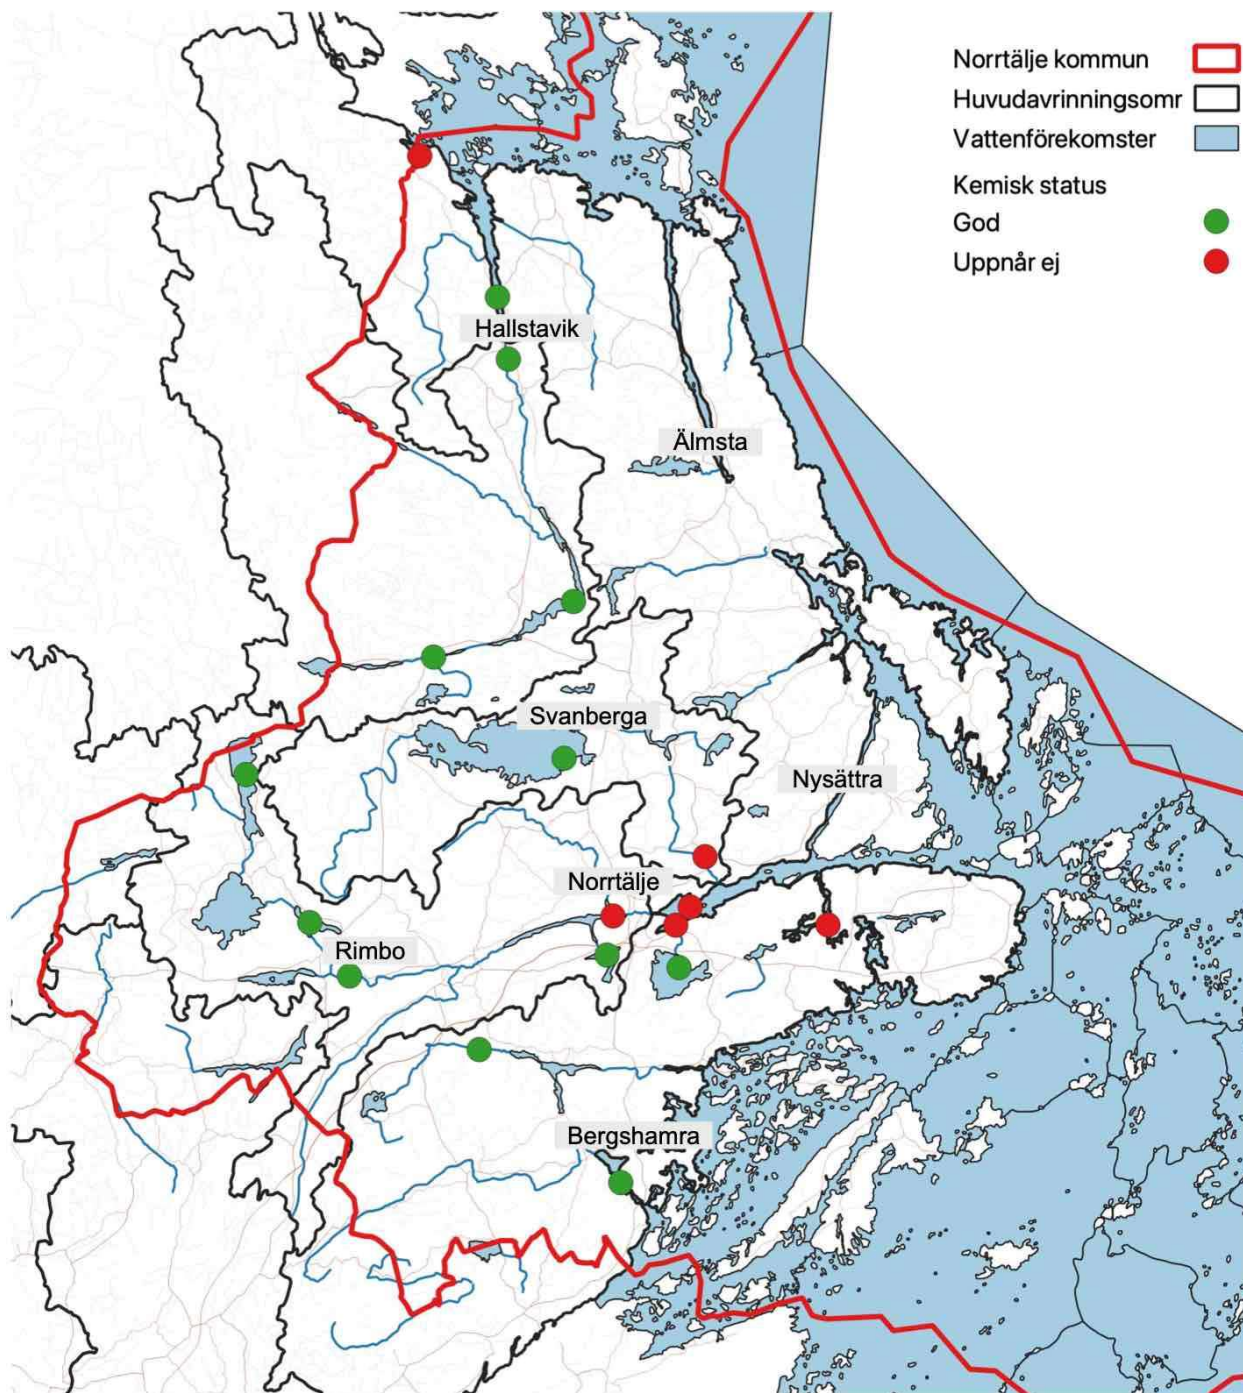 Norrtälje kommun
Huvudavrinningsomr
Vattenförekomster
Kemisk status
God
Uppnår ej
Hallstavik
Älmsta
Svanberga
Nysättra
Norrtälje
Rimbo
Bergshamra